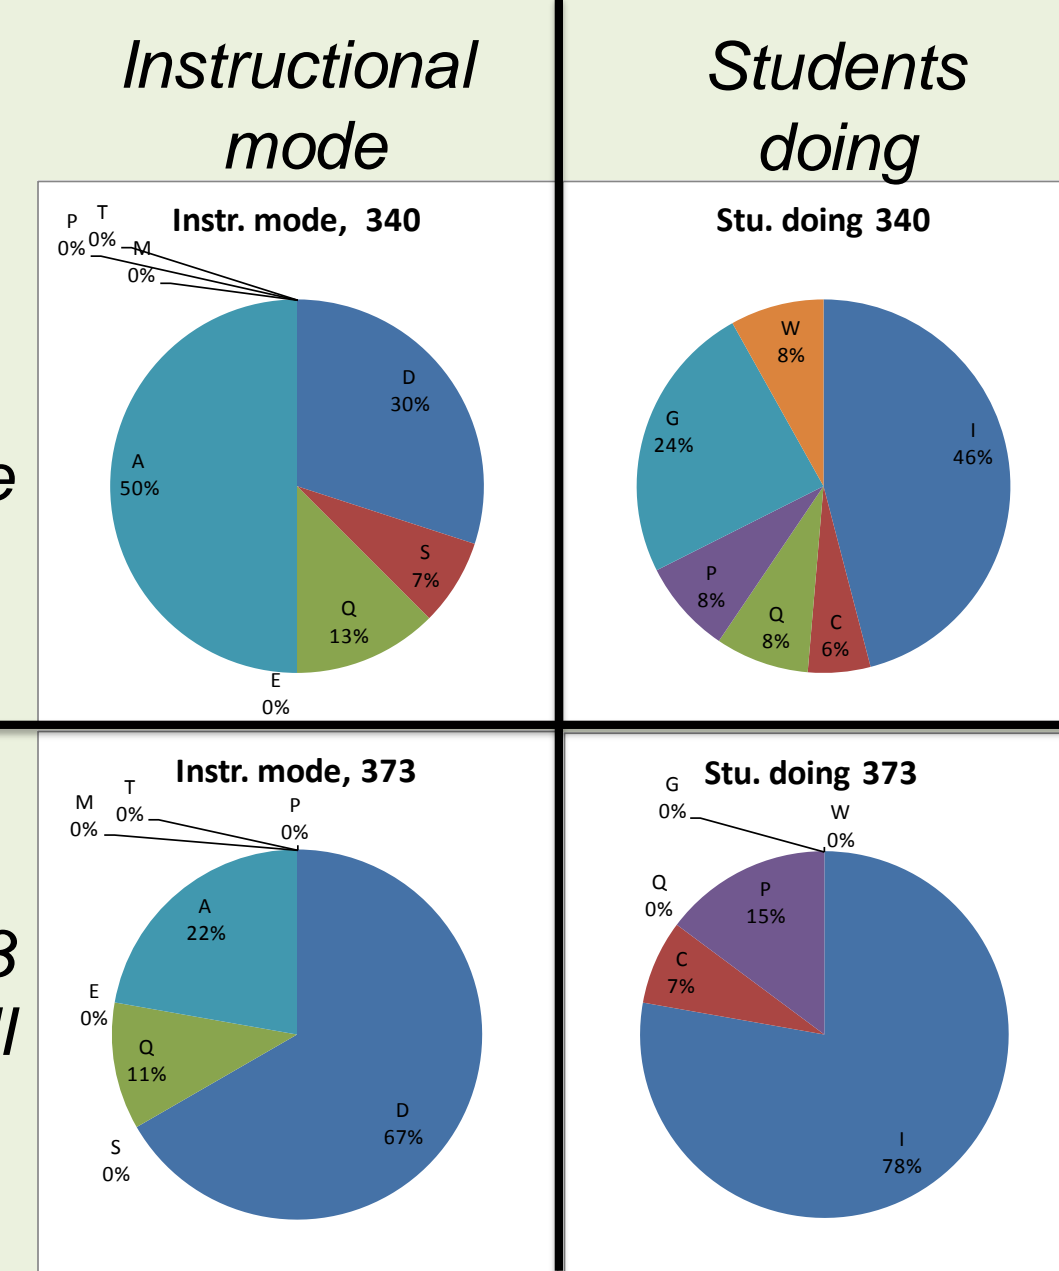 Instructional
mode
Students
doing
Instr. mode,  340
P
0%
T
0%
M
0%
D
30%
A
50%
S
7%
Q
13%
E
0%
Stu. doing 340
W
8%
I
46%
G
24%
P
8%
Q
8%
C
6%
e
Instr. mode, 373
M
0%
T
0%
P
0%
A
22%
E
0%
Q
11%
S
0%
D
67%
Stu. doing 373
G
0%
W
0%
Q
0%
P
15%
C
7%
I
78%
3